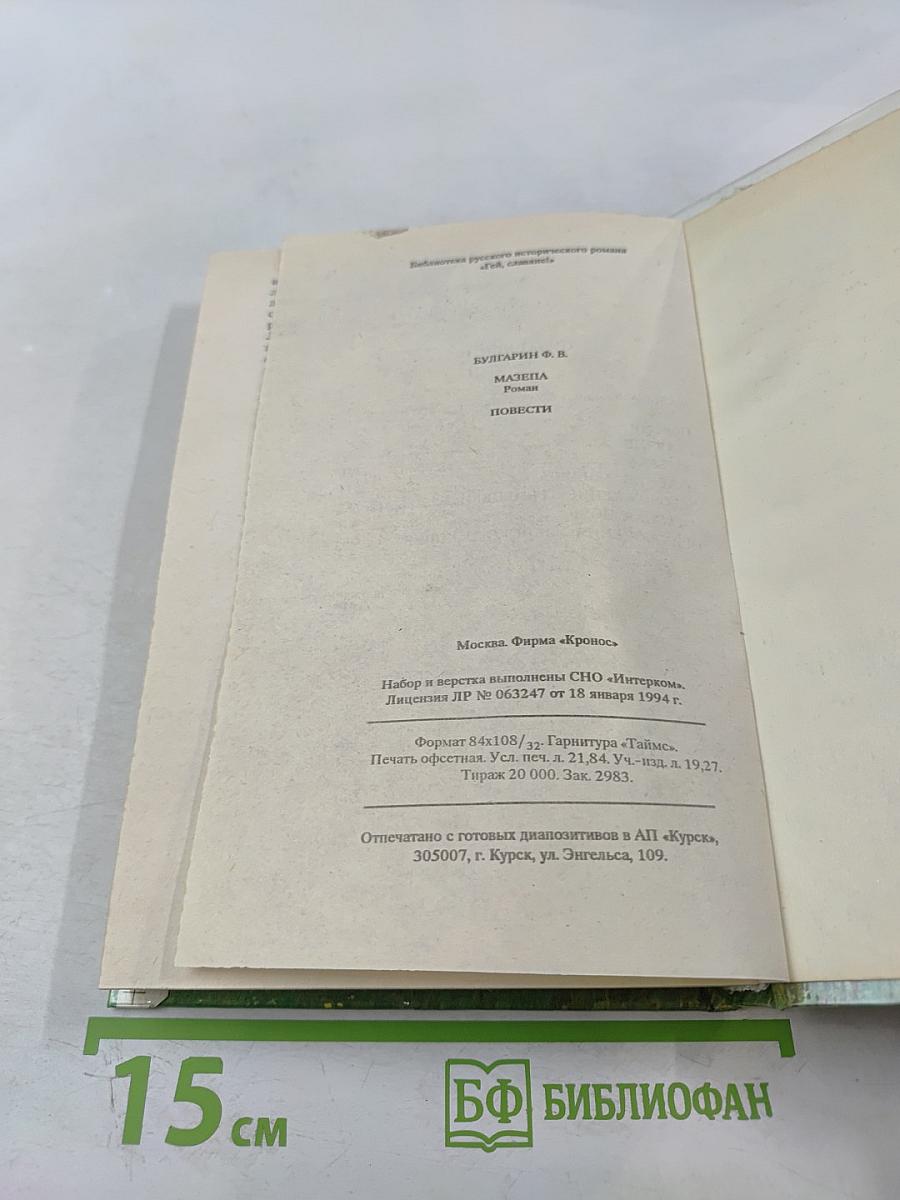 Библиотека русского исторического романа
«Гей, славяне!»
БУЛГАРИН Ф. В.
МАЗЕПА
Роман
ПОВЕСТИ
Москва. Фирма «Кронос»
Набор и верстка выполнены СНО «Интерком».
Лицензия ЛР № 063247 от 18 января 1994 г.
Формат 84x108/32. Гарнитура «Таймс».
Печать офсетная. Усл. печ. л. 21,84. Уч.-изд. л. 19,27.
Тираж 20 000. Зак. 2983.
Отпечатано с готовых диапозитивов в АП «Курск»,
305007, г. Курск, ул. Энгельса, 109.
15 см
БФ БИБЛИОФАН